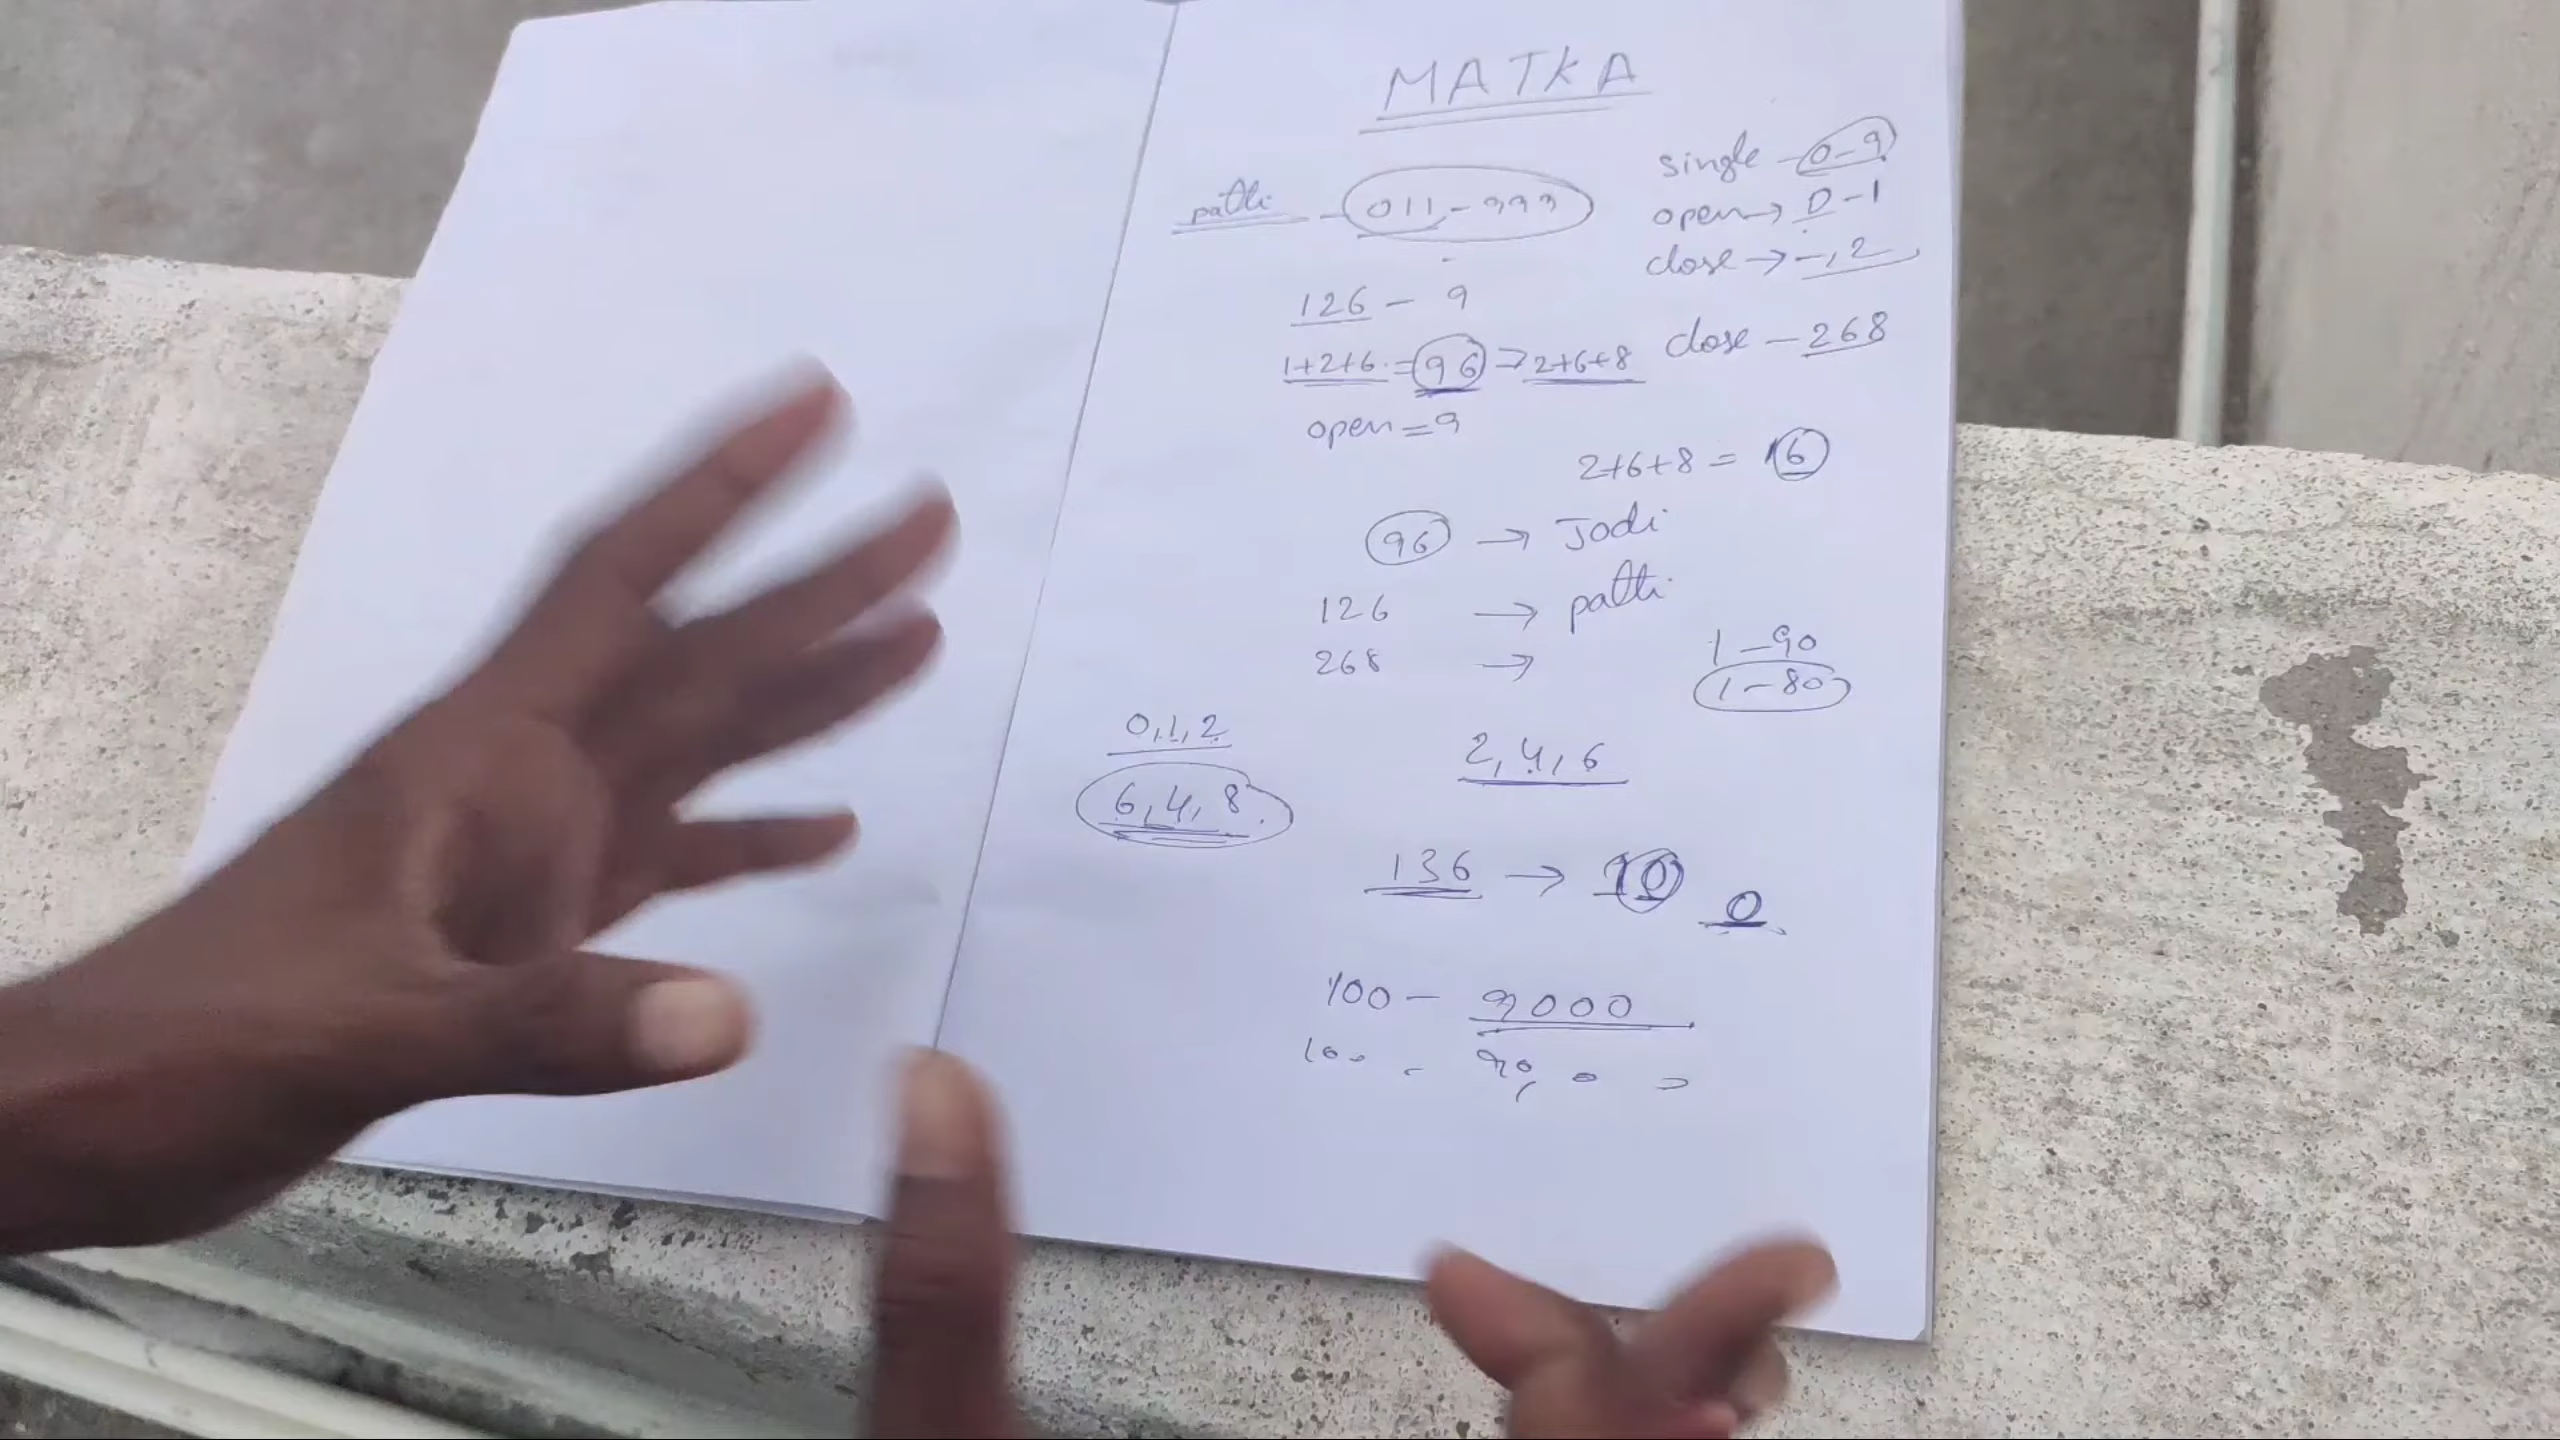 MATKA
single - 0-9
patti - 011-999
open → 0-1
close → -, 2
126 - 9
1+2+6 = 96 → 2+6+8
close - 268
open = 9
2+6+8 = 16
96 → Jodi
126 → patti
268 →
1-90
1-80
0,1,2
2,4,6
6,4,8
136 → 10
0
100 - 9000
100 -